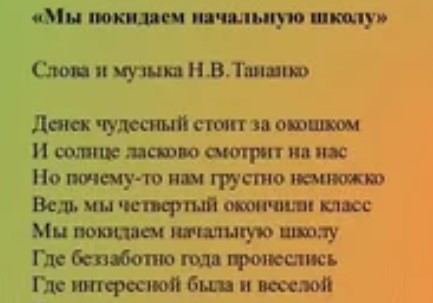 «Мы покидаем начальную школу»
Слова и музыка Н.В.Тананко
Денек чудесный стоит за окошком
И солнце ласково смотрит на нас
Но почему-то нам грустно немножко
Ведь мы четвертый окончили класс
Мы покидаем начальную школу
Где беззаботно года пронеслись
Где интересной была и веселой